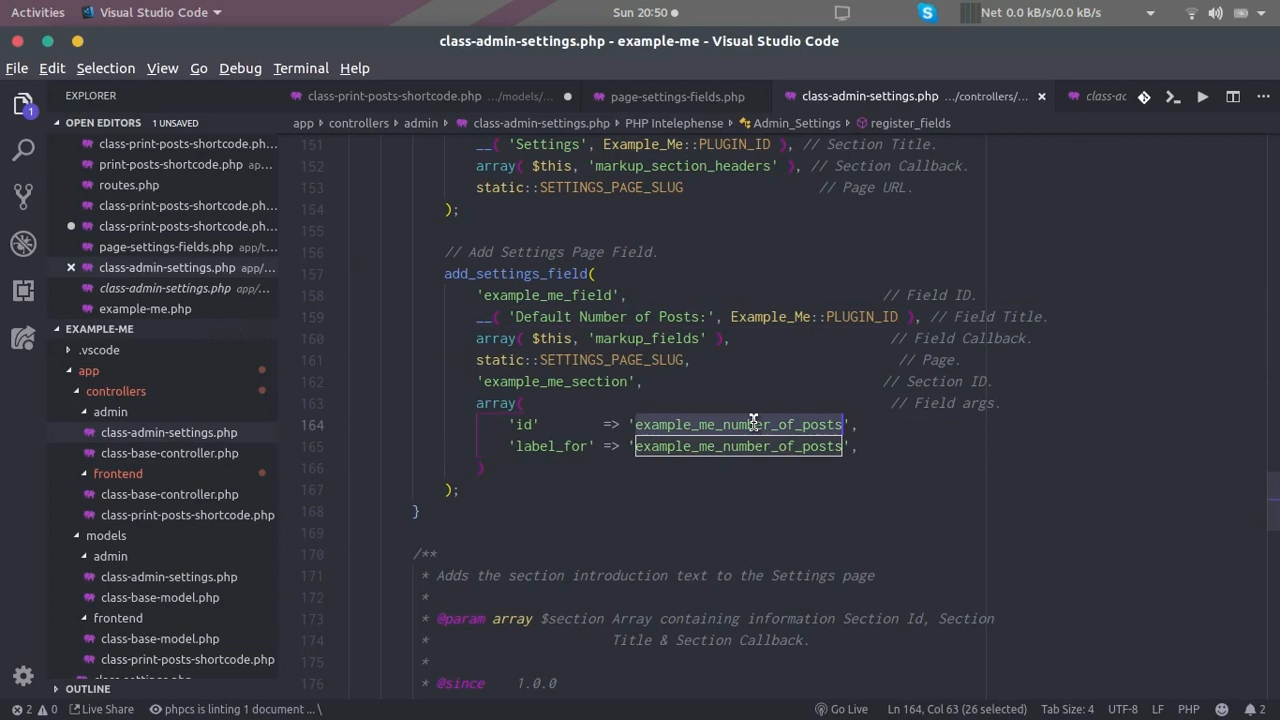 Activities Visual Studio Code Sun 20:50 Net 0.0 kB/s/0.0 kB/s
class-admin-settings.php - example-me - Visual Studio Code
File Edit Selection View Go Debug Terminal Help
EXPLORER class-print-posts-shortcode.php .../models/... page-settings-fields.php class-admin-settings.php .../controllers/... class-ac
OPEN EDITORS 1 UNSAVED app controllers admin class-admin-settings.php PHP Intelephense Admin_Settings register_fields
class-print-posts-shortcode.ph... 151 __( 'Settings', Example_Me::PLUGIN_ID ), // Section Title.
print-posts-shortcode.php app/... 152 array( $this, 'markup_section_headers' ), // Section Callback.
routes.php 153 static::SETTINGS_PAGE_SLUG // Page URL.
class-print-posts-shortcode.ph... 154 );
class-print-posts-shortcode.ph... 155
page-settings-fields.php app/t... 156 // Add Settings Page Field.
class-admin-settings.php app/... 157 add_settings_field(
class-admin-settings.php app/... 158 'example_me_field', // Field ID.
example-me.php 159 __( 'Default Number of Posts:', Example_Me::PLUGIN_ID ), // Field Title.
EXAMPLE-ME 160 array( $this, 'markup_fields' ), // Field Callback.
.vscode 161 static::SETTINGS_PAGE_SLUG, // Page.
app 162 'example_me_section', // Section ID.
controllers 163 array( // Field args.
admin 164 'id' => 'example_me_number_of_posts',
class-admin-settings.php 165 'label_for' => 'example_me_number_of_posts',
class-base-controller.php 166 )
frontend 167 );
class-base-controller.php 168 }
class-print-posts-shortcode.php 169
models 170 /**
admin 171 * Adds the section introduction text to the Settings page
class-admin-settings.php 172 *
class-base-model.php 173 * @param array $section Array containing information Section Id, Section
frontend 174 * Title & Section Callback.
class-base-model.php 175 *
class-print-posts-shortcode.php 176 * @since 1.0.0
class-settings.php
OUTLINE
2 0 Live Share phpcs is linting 1 document ...\ Go Live Ln 164, Col 63 (26 selected) Tab Size: 4 UTF-8 LF PHP 2